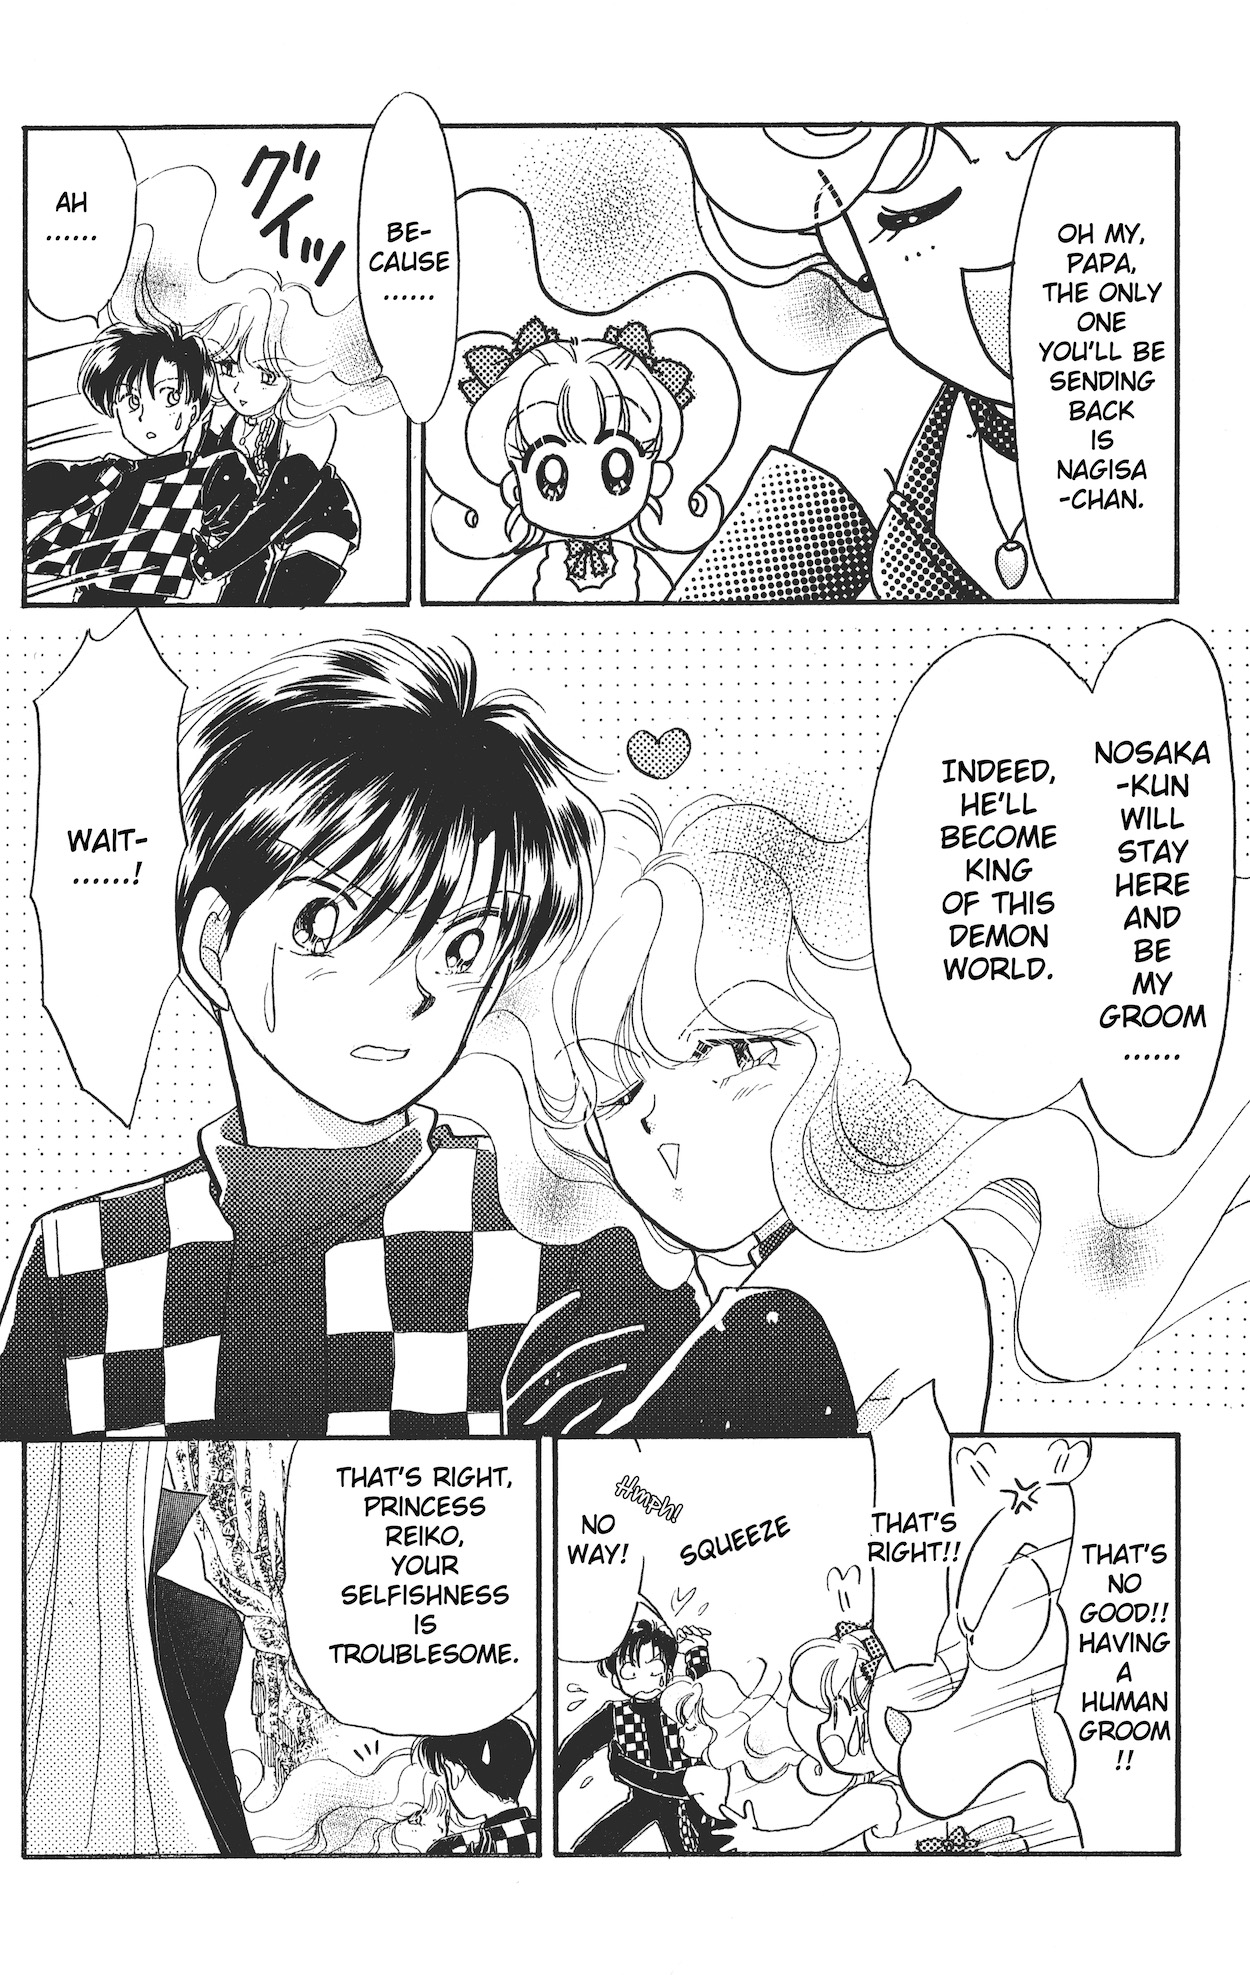 OH MY,
PAPA,
THE ONLY
ONE
YOU'LL BE
SENDING
BACK
IS
NAGISA
-CHAN.
BE-
CAUSE
......
グイッ
AH
......
NOSAKA
-KUN
WILL
STAY
HERE
AND
BE
MY
GROOM
......
INDEED,
HE'LL
BECOME
KING
OF THIS
DEMON
WORLD.
WAIT-
......!
THAT'S
NO
GOOD!!
HAVING
A
HUMAN
GROOM
!!
THAT'S
RIGHT!!
SQUEEZE
Hmph!
NO
WAY!
THAT'S RIGHT,
PRINCESS
REIKO,
YOUR
SELFISHNESS
IS
TROUBLESOME.